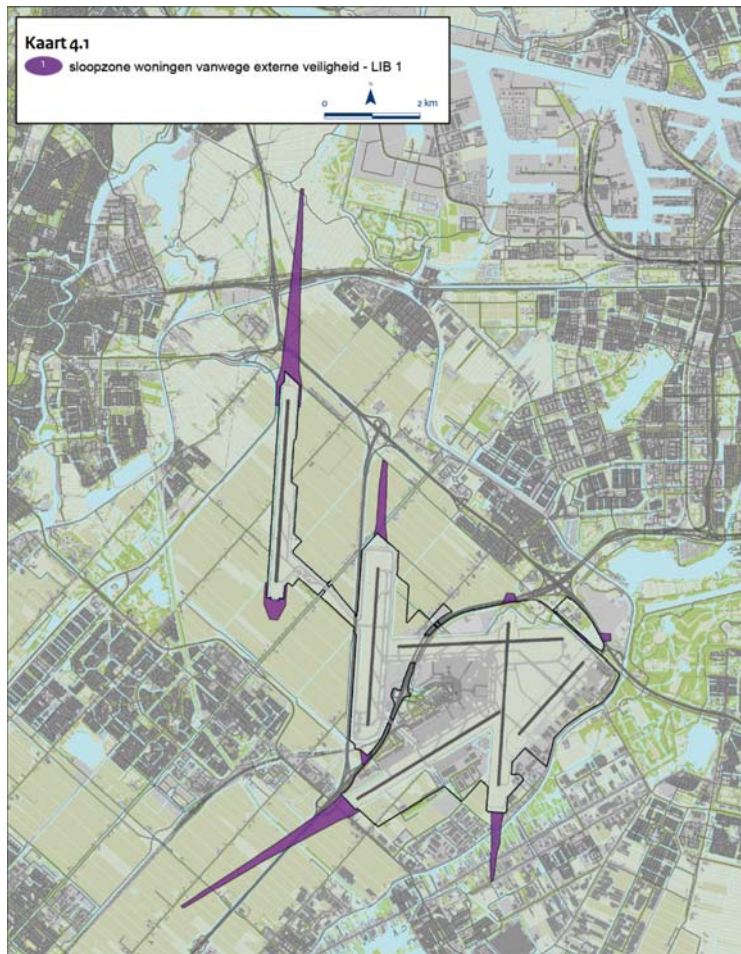 Kaart 4.1
1 sloopzone woningen vanwege externe veiligheid - LIB 1
N
0 2 km